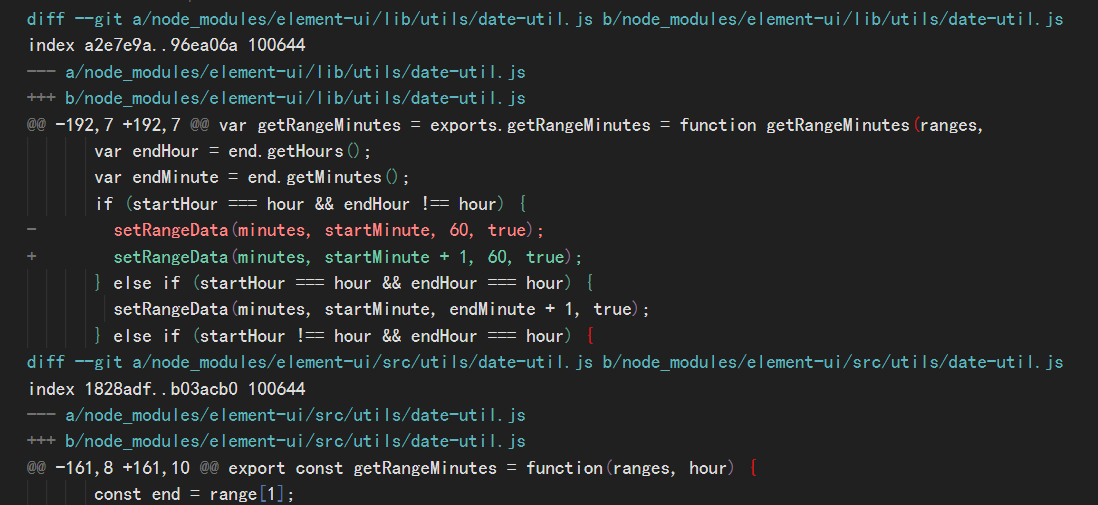 diff --git a/node_modules/element-ui/lib/utils/date-util.js b/node_modules/element-ui/lib/utils/date-util.js
index a2e7e9a..96ea06a 100644
--- a/node_modules/element-ui/lib/utils/date-util.js
+++ b/node_modules/element-ui/lib/utils/date-util.js
@@ -192,7 +192,7 @@ var getRangeMinutes = exports.getRangeMinutes = function getRangeMinutes(ranges,
       var endHour = end.getHours();
       var endMinute = end.getMinutes();
       if (startHour === hour && endHour !== hour) {
-        setRangeData(minutes, startMinute, 60, true);
+        setRangeData(minutes, startMinute + 1, 60, true);
       } else if (startHour === hour && endHour === hour) {
         setRangeData(minutes, startMinute, endMinute + 1, true);
       } else if (startHour !== hour && endHour === hour) {
diff --git a/node_modules/element-ui/src/utils/date-util.js b/node_modules/element-ui/src/utils/date-util.js
index 1828adf..b03acb0 100644
--- a/node_modules/element-ui/src/utils/date-util.js
+++ b/node_modules/element-ui/src/utils/date-util.js
@@ -161,8 +161,10 @@ export const getRangeMinutes = function(ranges, hour) {
       const end = range[1];